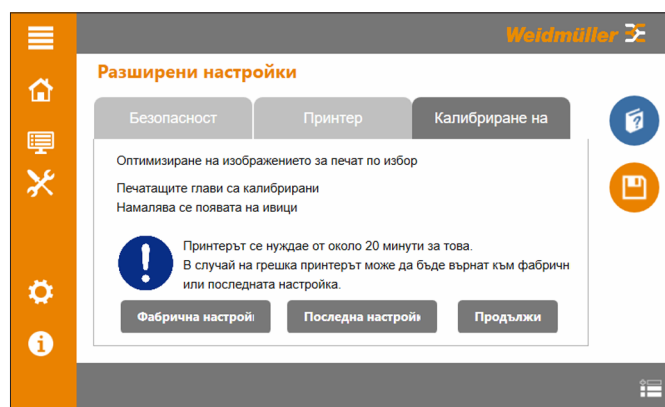 Weidmüller
Разширени настройки
Безопасност
Принтер
Калибриране на
Оптимизиране на изображението за печат по избор
Печатащите глави са калибрирани
Намалява се появата на ивици
Принтерът се нуждае от около 20 минути за това.
В случай на грешка принтерът може да бъде върнат към фабричн
или последната настройка.
Фабрична настрой
Последна настрой
Продължи